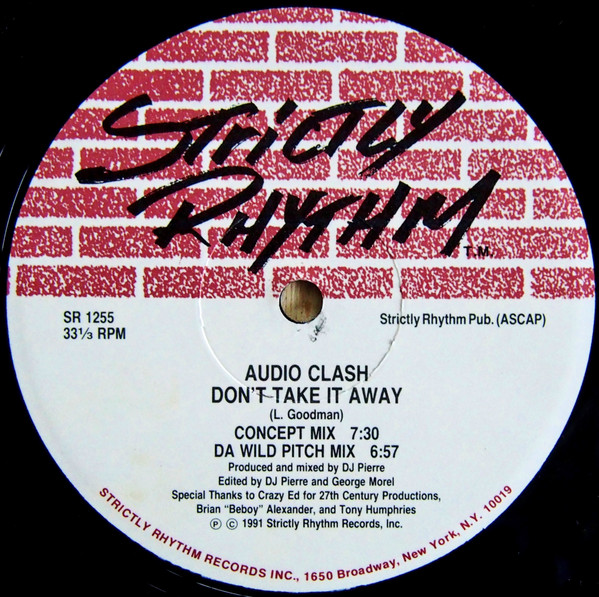 STRICTLY
RHYTHM
T.M.
SR 1255
33⅓ RPM
Strictly Rhythm Pub. (ASCAP)
AUDIO CLASH
DON'T TAKE IT AWAY
(L. Goodman)
CONCEPT MIX 7:30
DA WILD PITCH MIX 6:57
Produced and mixed by DJ Pierre
Edited by DJ Pierre and George Morel
Special Thanks to Crazy Ed for 27th Century Productions,
Brian "Beboy" Alexander, and Tony Humphries
℗ © 1991 Strictly Rhythm Records, Inc.
STRICTLY RHYTHM RECORDS INC., 1650 Broadway, New York, N.Y. 10019